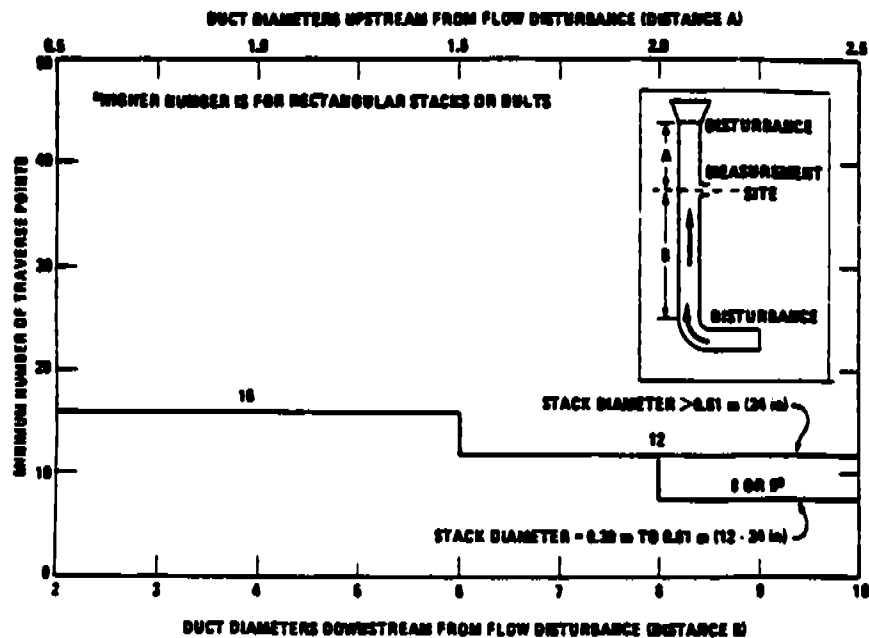 DUCT DIAMETERS UPSTREAM FROM FLOW DISTURBANCE (DISTANCE A)
0.5 1.0 1.5 2.0 2.5
50
40
30
20
10
0
MINIMUM NUMBER OF TRAVERSE POINTS
HIGHER NUMBER IS FOR RECTANGULAR STACKS OR DUCTS
DISTURBANCE
A
MEASUREMENT
SITE
B
DISTURBANCE
16
STACK DIAMETER >0.61 m (24 in)
12
8 OR 9
STACK DIAMETER = 0.30 m TO 0.61 m (12 - 24 in)
2 3 4 5 6 7 8 9 10
DUCT DIAMETERS DOWNSTREAM FROM FLOW DISTURBANCE (DISTANCE B)